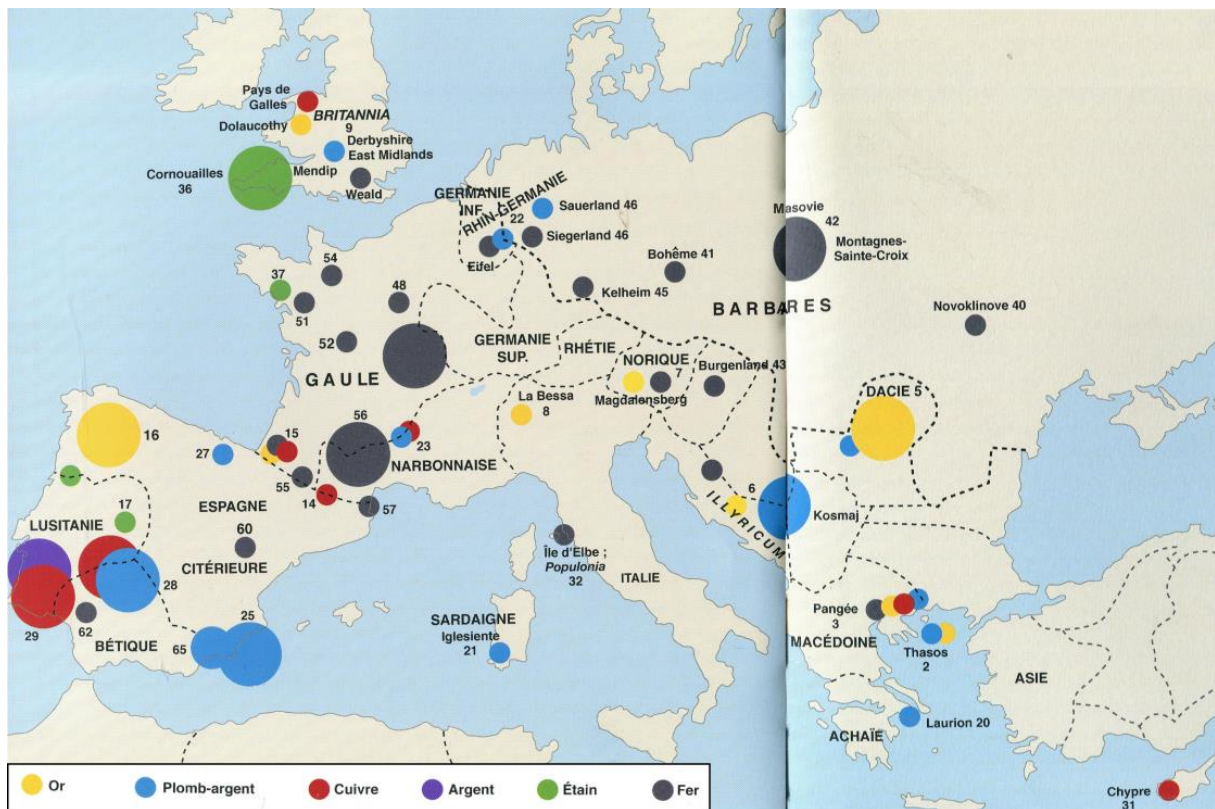 Pays de
Galles
BRITANNIA
9
Dolaucothy
Derbyshire
East Midlands
Cornouailles
36
Mendip
Weald
GERMANIE
INF.
RHIN-GERMANIE
22
Sauerland 46
Siegerland 46
Eifel
Masovie
42
Montagnes-
Sainte-Croix
Bohême 41
Kelheim 45
Novoklinove 40
BARBARES
37
54
51
48
52
GERMANIE
SUP.
RHÉTIE
NORIQUE
7
Magdalensberg
Burgenland 43
GAULE
La Bessa
8
DACIE 5
16
27
15
56
23
NARBONNAISE
55
14
57
ESPAGNE
60
CITÉRIEURE
17
LUSITANIE
28
29
62
BÉTIQUE
65
25
6
ILLYRICUM
Kosmaj
Île d'Elbe ;
Populonia
32
ITALIE
SARDAIGNE
Iglesiente
21
Pangée
3
MACÉDOINE
Thasos
2
ASIE
Laurion 20
ACHAÏE
Chypre
31
Or
Plomb-argent
Cuivre
Argent
Étain
Fer